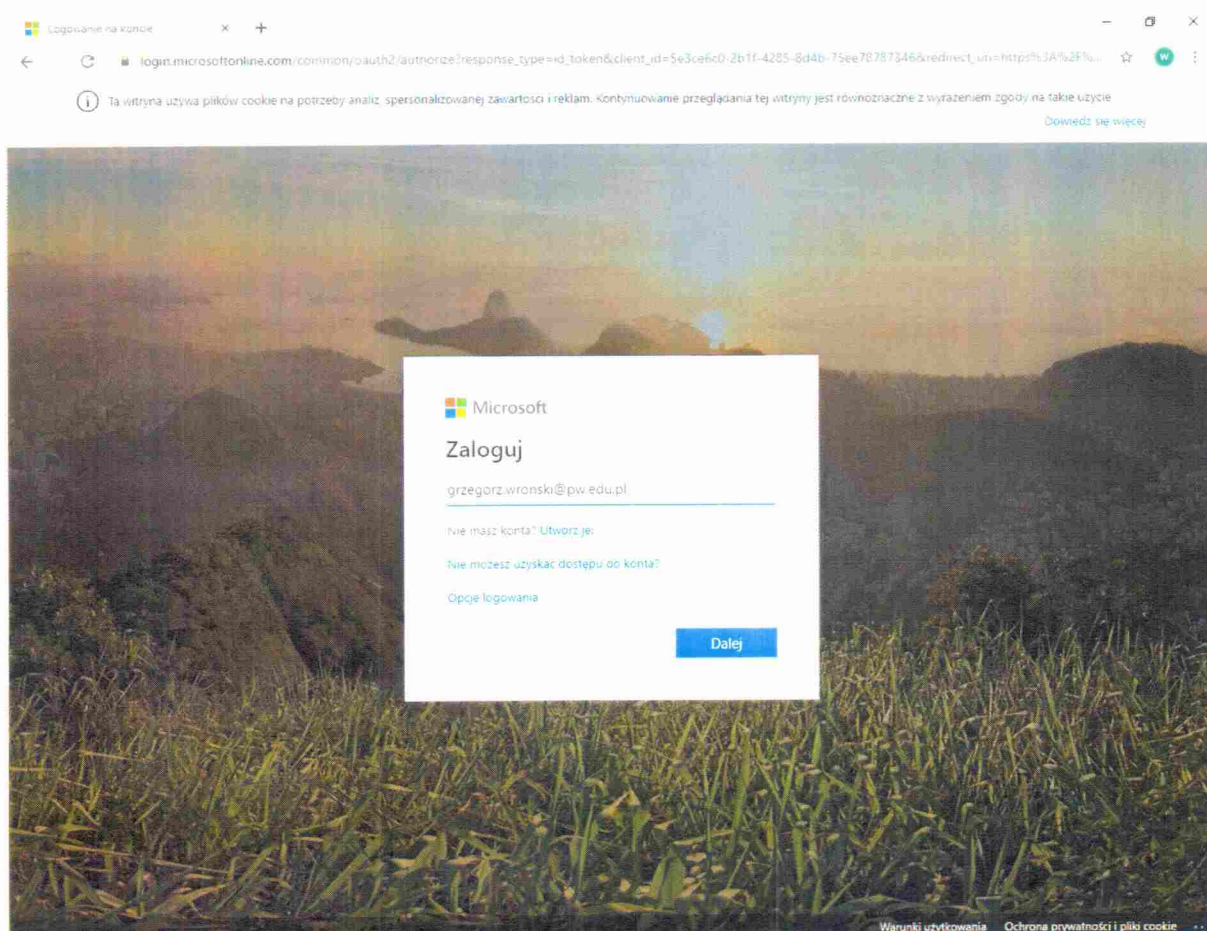 Logowanie na koncie
login.microsoftonline.com/common/oauth2/authorize?response_type=id_token&client_id=5e3ce6c0-2b1f-4285-8d4b-75ee78787346&redirect_uri=https%3A%2F%...
W
Ta witryna używa plików cookie na potrzeby analiz, spersonalizowanej zawartości i reklam. Kontynuowanie przeglądania tej witryny jest równoznaczne z wyrażeniem zgody na takie użycie
Dowiedz się więcej
Microsoft
Zaloguj
grzegorz.wronski@pw.edu.pl
Nie masz konta? Utwórz je!
Nie możesz uzyskać dostępu do konta?
Opcje logowania
Dalej
Warunki użytkowania Ochrona prywatności i pliki cookie ...